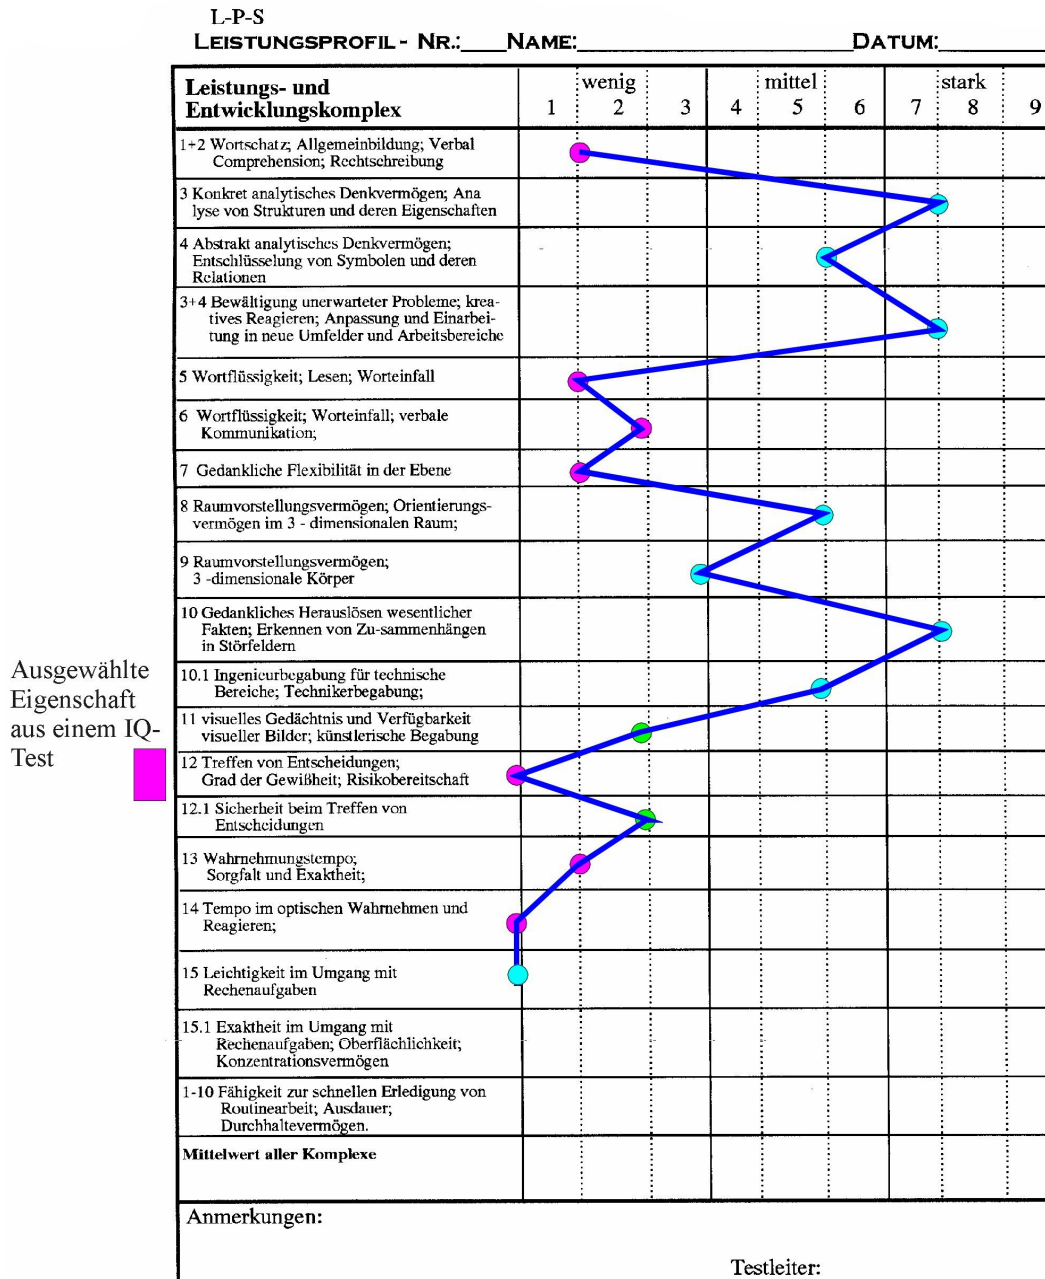 L-P-S
LEISTUNGSPROFIL - NR.:____NAME:____________________DATUM:________
Leistungs- und
Entwicklungskomplex
wenig mittel stark
1 2 3 4 5 6 7 8 9
1+2 Wortschatz; Allgemeinbildung; Verbal
Comprehension; Rechtschreibung
3 Konkret analytisches Denkvermögen; Ana
lyse von Strukturen und deren Eigenschaften
4 Abstrakt analytisches Denkvermögen;
Entschlüsselung von Symbolen und deren
Relationen
3+4 Bewältigung unerwarteter Probleme; krea-
tives Reagieren; Anpassung und Einarbei-
tung in neue Umfelder und Arbeitsbereiche
5 Wortflüssigkeit; Lesen; Worteinfall
6 Wortflüssigkeit; Worteinfall; verbale
Kommunikation;
7 Gedankliche Flexibilität in der Ebene
8 Raumvorstellungsvermögen; Orientierungs-
vermögen im 3 - dimensionalen Raum;
9 Raumvorstellungsvermögen;
3 -dimensionale Körper
10 Gedankliches Herauslösen wesentlicher
Fakten; Erkennen von Zu-sammenhängen
in Störfeldern
10.1 Ingenieurbegabung für technische
Bereiche; Technikerbegabung;
11 visuelles Gedächtnis und Verfügbarkeit
visueller Bilder; künstlerische Begabung
12 Treffen von Entscheidungen;
Grad der Gewißheit; Risikobereitschaft
12.1 Sicherheit beim Treffen von
Entscheidungen
13 Wahrnehmungstempo;
Sorgfalt und Exaktheit;
14 Tempo im optischen Wahrnehmen und
Reagieren;
15 Leichtigkeit im Umgang mit
Rechenaufgaben
15.1 Exaktheit im Umgang mit
Rechenaufgaben; Oberflächlichkeit;
Konzentrationsvermögen
1-10 Fähigkeit zur schnellen Erledigung von
Routinearbeit; Ausdauer;
Durchhaltevermögen.
Mittelwert aller Komplexe
Anmerkungen:
Testleiter:
Ausgewählte
Eigenschaft
aus einem IQ-
Test